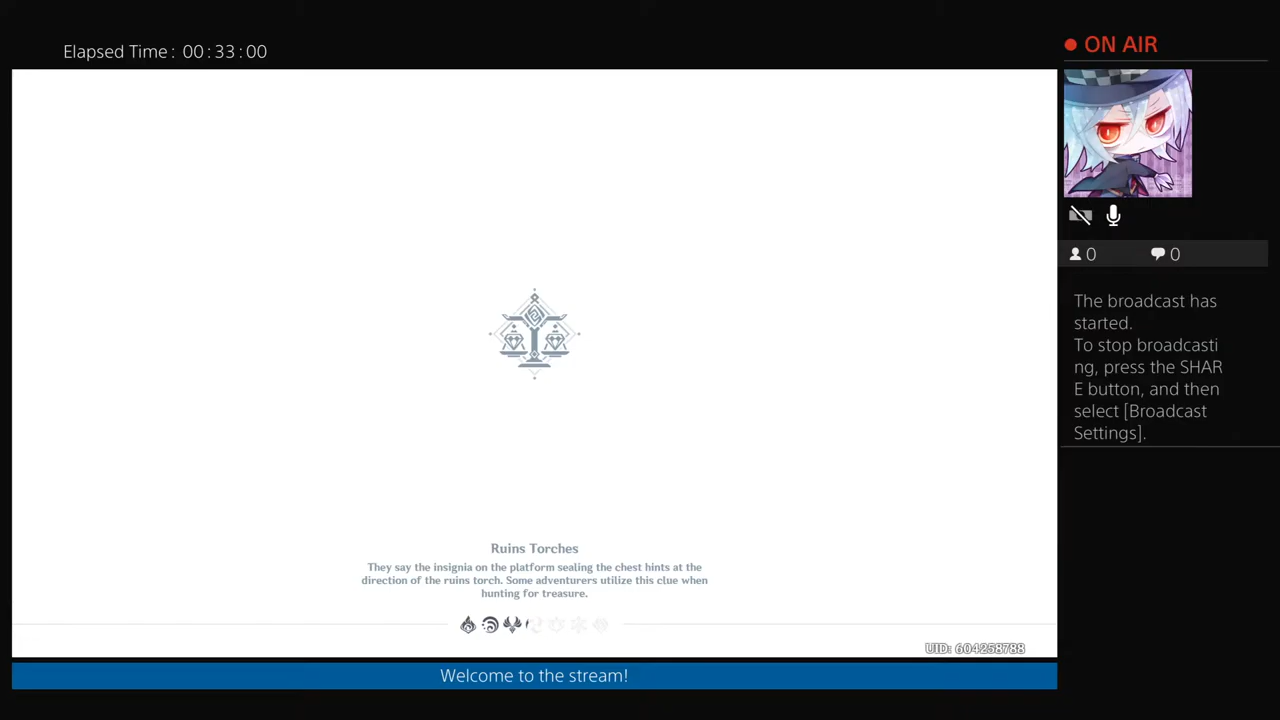 Elapsed Time: 00:33:00
ON AIR
0
0
The broadcast has
started.
To stop broadcasti
ng, press the SHAR
E button, and then
select [Broadcast
Settings].
Ruins Torches
They say the insignia on the platform sealing the chest hints at the
direction of the ruins torch. Some adventurers utilize this clue when
hunting for treasure.
UID: 604258788
Welcome to the stream!